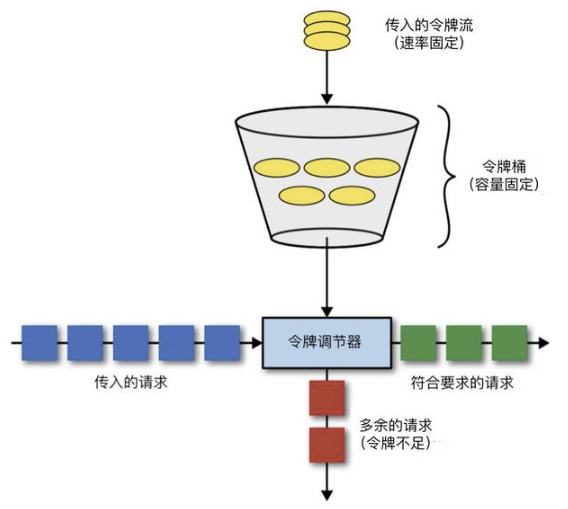 传入的令牌流
（速率固定）
令牌桶
（容量固定）
令牌调节器
传入的请求
符合要求的请求
多余的请求
（令牌不足）